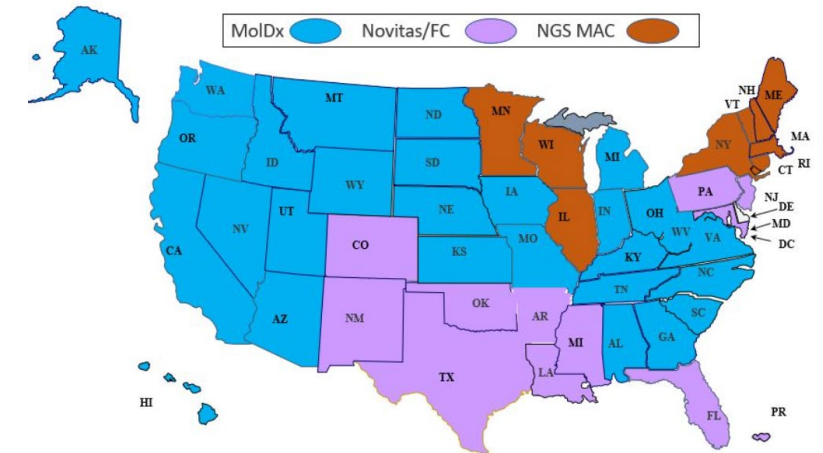 MolDx Novitas/FC NGS MAC
AK
WA
MT
ND
MN
ME
NH
VT
OR
ID
SD
WI
MI
NY
MA
RI
CT
WY
IA
PA
NJ
NE
DE
NV
UT
IL
IN
OH
WV
VA
MD
DC
CO
KS
MO
KY
CA
NC
TN
AZ
NM
OK
AR
SC
MI
AL
GA
TX
LA
HI
FL
PR